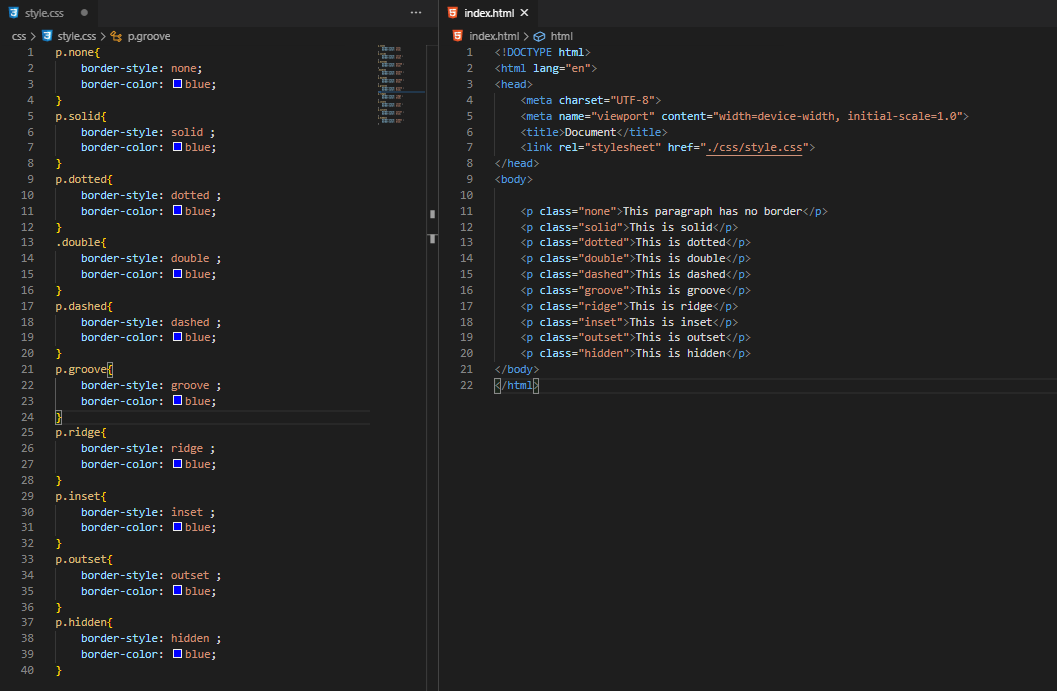 style.css ● ···
css > style.css > p.groove
1 p.none{
2     border-style: none;
3     border-color: blue;
4 }
5 p.solid{
6     border-style: solid ;
7     border-color: blue;
8 }
9 p.dotted{
10     border-style: dotted ;
11     border-color: blue;
12 }
13 .double{
14     border-style: double ;
15     border-color: blue;
16 }
17 p.dashed{
18     border-style: dashed ;
19     border-color: blue;
20 }
21 p.groove{
22     border-style: groove ;
23     border-color: blue;
24 }
25 p.ridge{
26     border-style: ridge ;
27     border-color: blue;
28 }
29 p.inset{
30     border-style: inset ;
31     border-color: blue;
32 }
33 p.outset{
34     border-style: outset ;
35     border-color: blue;
36 }
37 p.hidden{
38     border-style: hidden ;
39     border-color: blue;
40 }
index.html ×
index.html > html
1 <!DOCTYPE html>
2 <html lang="en">
3 <head>
4     <meta charset="UTF-8">
5     <meta name="viewport" content="width=device-width, initial-scale=1.0">
6     <title>Document</title>
7     <link rel="stylesheet" href="./css/style.css">
8 </head>
9 <body>
10
11     <p class="none">This paragraph has no border</p>
12     <p class="solid">This is solid</p>
13     <p class="dotted">This is dotted</p>
14     <p class="double">This is double</p>
15     <p class="dashed">This is dashed</p>
16     <p class="groove">This is groove</p>
17     <p class="ridge">This is ridge</p>
18     <p class="inset">This is inset</p>
19     <p class="outset">This is outset</p>
20     <p class="hidden">This is hidden</p>
21 </body>
22 </html>